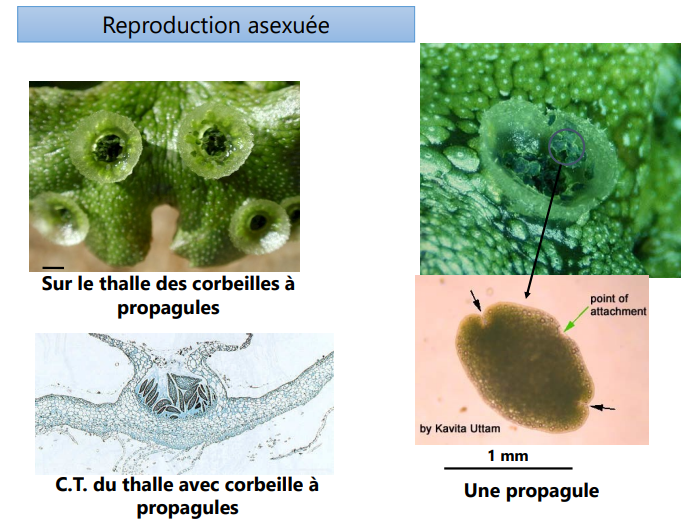 Reproduction asexuée
Sur le thalle des corbeilles à
propagules
C.T. du thalle avec corbeille à
propagules
point of
attachment
by Kavita Uttam
1 mm
Une propagule